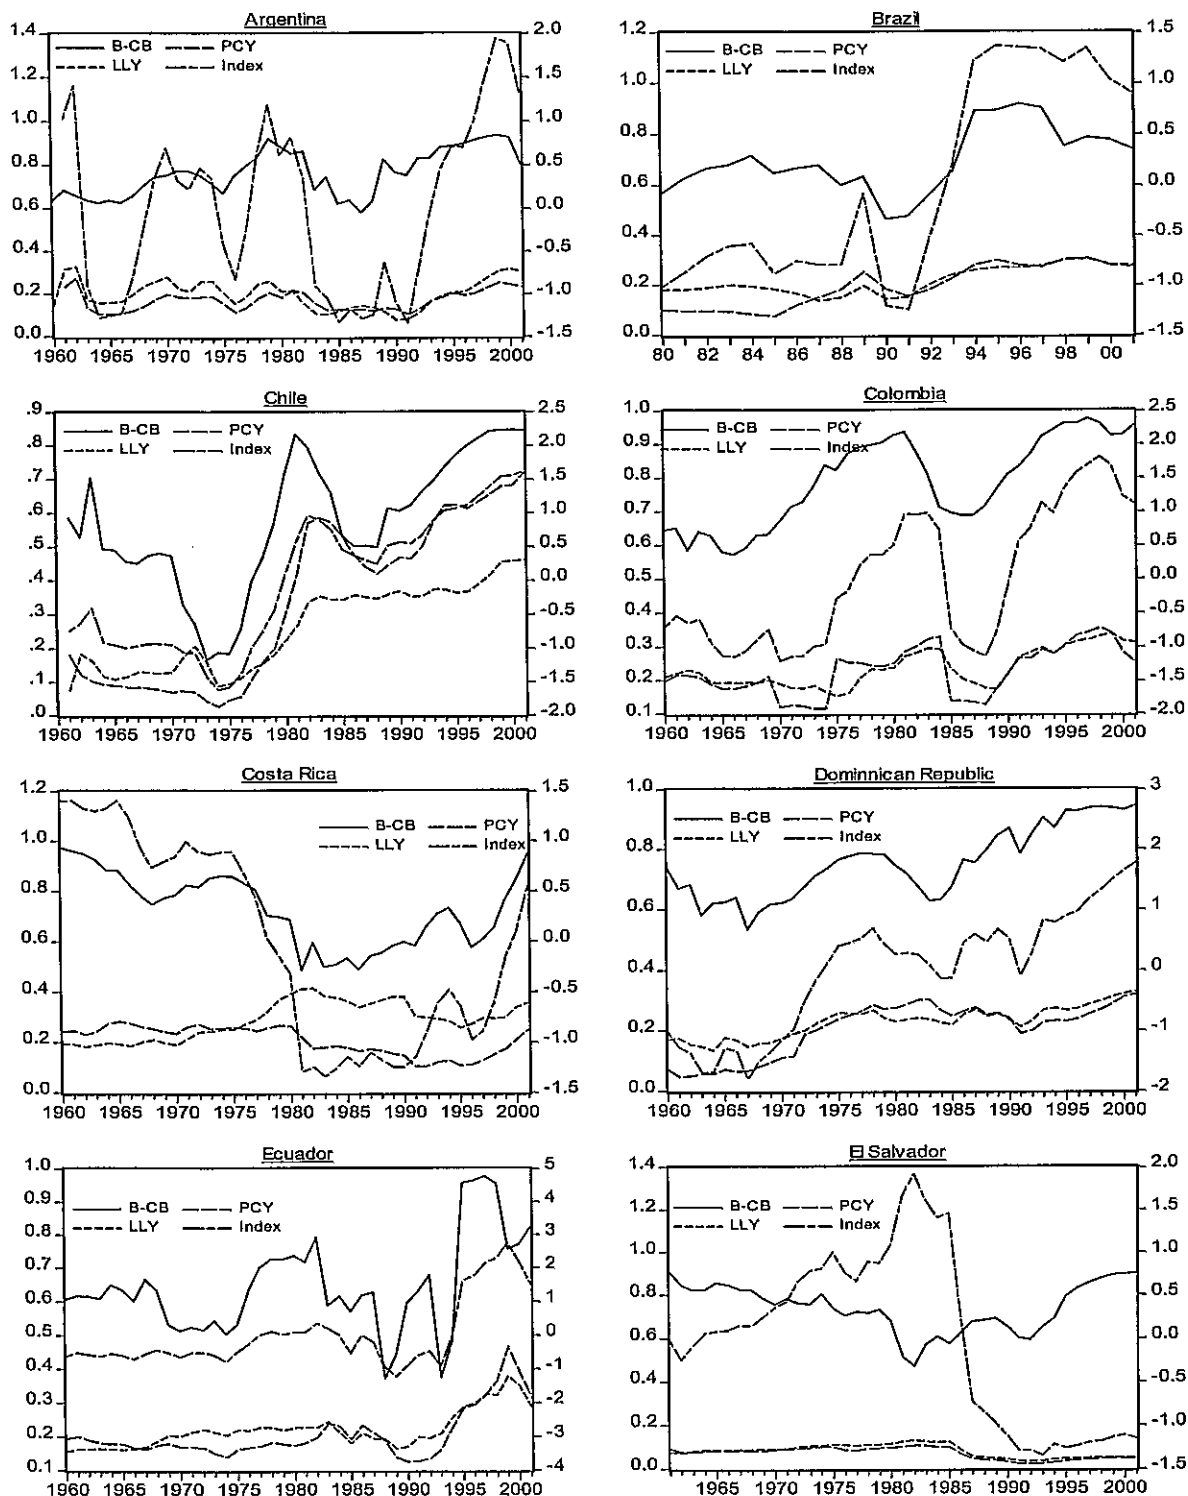 Argentina
1.4 2.0
B-CB PCY
LLY Index
1.2 1.5
1.0 1.0
0.8 0.5
0.6 0.0
0.4 -0.5
0.2 -1.0
0.0 -1.5
1960 1965 1970 1975 1980 1985 1990 1995 2000
Brazil
1.2 1.5
B-CB PCY
LLY Index
1.0 1.0
0.8 0.5
0.6 0.0
0.4 -0.5
0.2 -1.0
0.0 -1.5
80 82 84 86 88 90 92 94 96 98 00
Chile
.9 2.5
B-CB PCY
LLY Index
.8 2.0
.7 1.5
.6 1.0
.5 0.5
.4 0.0
.3 -0.5
.2 -1.0
.1 -1.5
.0 -2.0
1960 1965 1970 1975 1980 1985 1990 1995 2000
Colombia
1.0 2.5
B-CB PCY
LLY Index
0.9 2.0
0.8 1.5
0.7 1.0
0.6 0.5
0.5 0.0
0.4 -0.5
0.3 -1.0
0.2 -1.5
0.1 -2.0
1960 1965 1970 1975 1980 1985 1990 1995 2000
Costa Rica
1.2 1.5
B-CB PCY
LLY Index
1.0 1.0
0.8 0.5
0.6 0.0
0.4 -0.5
0.2 -1.0
0.0 -1.5
1960 1965 1970 1975 1980 1985 1990 1995 2000
Dominnican Republic
1.0 3
B-CB PCY
LLY Index
0.8 2
0.6 1
0.4 0
0.2 -1
0.0 -2
1960 1965 1970 1975 1980 1985 1990 1995 2000
Ecuador
1.0 5
B-CB PCY
LLY Index
0.9 4
0.8 3
0.7 2
0.6 1
0.5 0
0.4 -1
0.3 -2
0.2 -3
0.1 -4
1960 1965 1970 1975 1980 1985 1990 1995 2000
El Salvador
1.4 2.0
B-CB PCY
LLY Index
1.2 1.5
1.0 1.0
0.8 0.5
0.6 0.0
0.4 -0.5
0.2 -1.0
0.0 -1.5
1965 1970 1975 1980 1985 1990 1995 2000